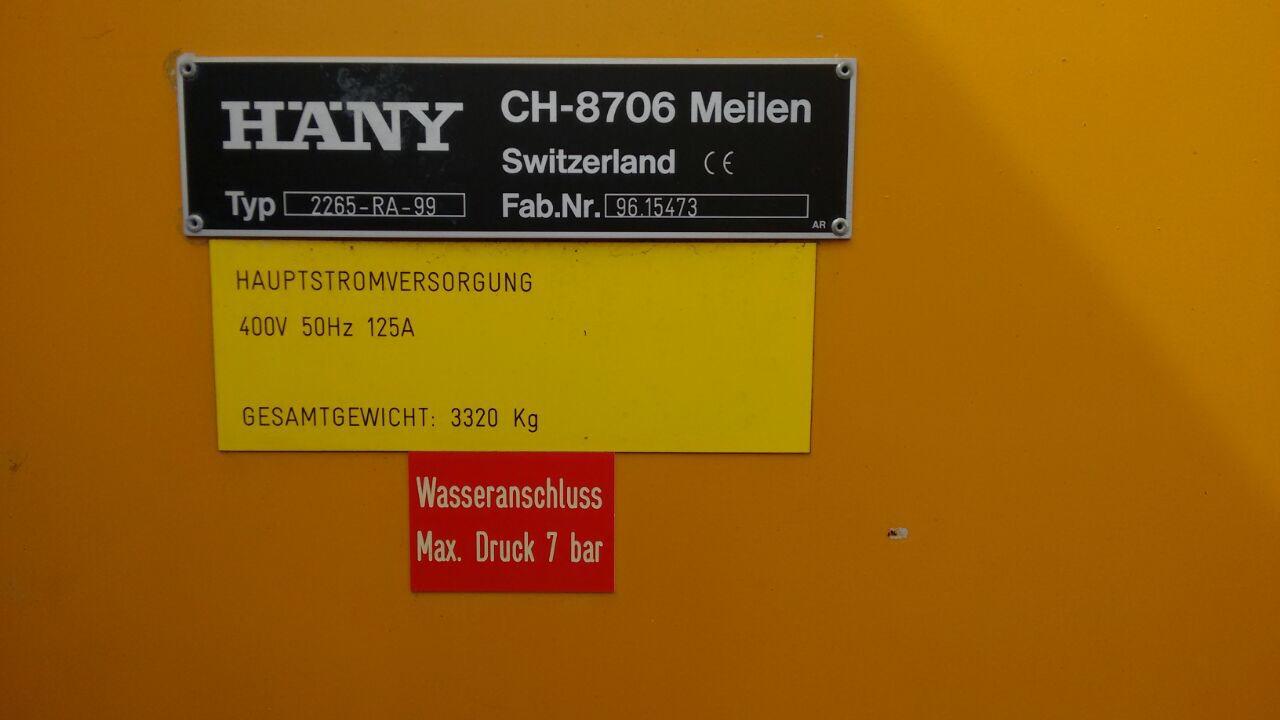 HÄNY CH-8706 Meilen
Switzerland CE
Typ 2265-RA-99 Fab.Nr. 96.15473
AR
HAUPTSTROMVERSORGUNG
400V 50Hz 125A
GESAMTGEWICHT: 3320 Kg
Wasseranschluss
Max. Druck 7 bar